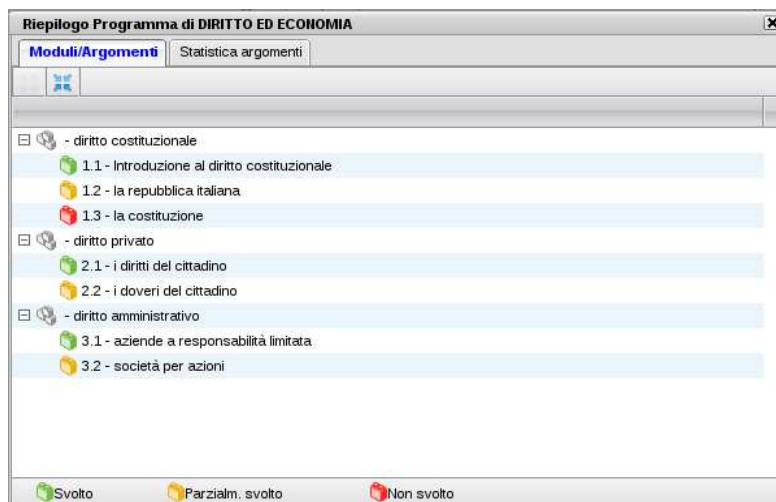 Riepilogo Programma di DIRITTO ED ECONOMIA
Moduli/Argomenti Statistica argomenti
- diritto costituzionale
1.1 - Introduzione al diritto costituzionale
1.2 - la repubblica italiana
1.3 - la costituzione
- diritto privato
2.1 - i diritti del cittadino
2.2 - i doveri del cittadino
- diritto amministrativo
3.1 - aziende a responsabilità limitata
3.2 - società per azioni
Svolto Parzialm. svolto Non svolto